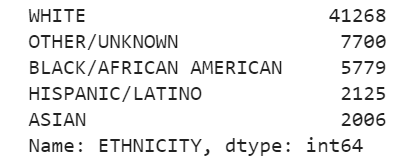 WHITE 41268
OTHER/UNKNOWN 7700
BLACK/AFRICAN AMERICAN 5779
HISPANIC/LATINO 2125
ASIAN 2006
Name: ETHNICITY, dtype: int64